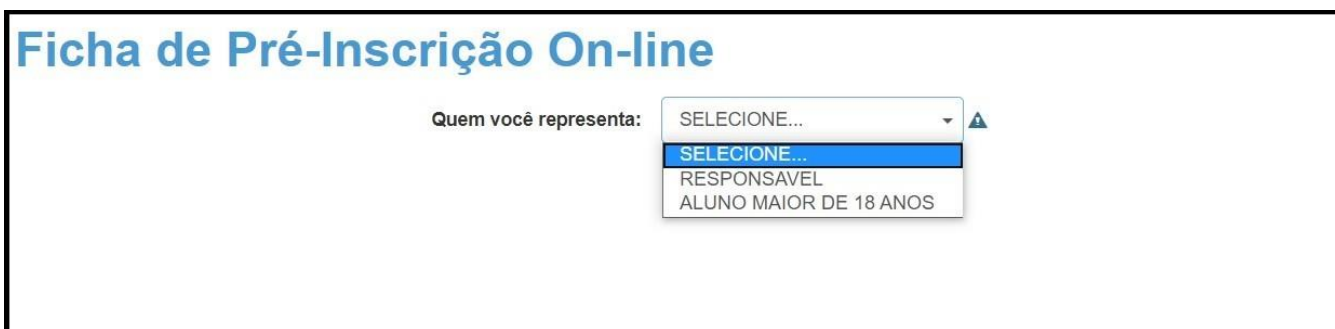 Ficha de Pré-Inscrição On-line
Quem você representa: SELECIONE...
SELECIONE...
RESPONSAVEL
ALUNO MAIOR DE 18 ANOS